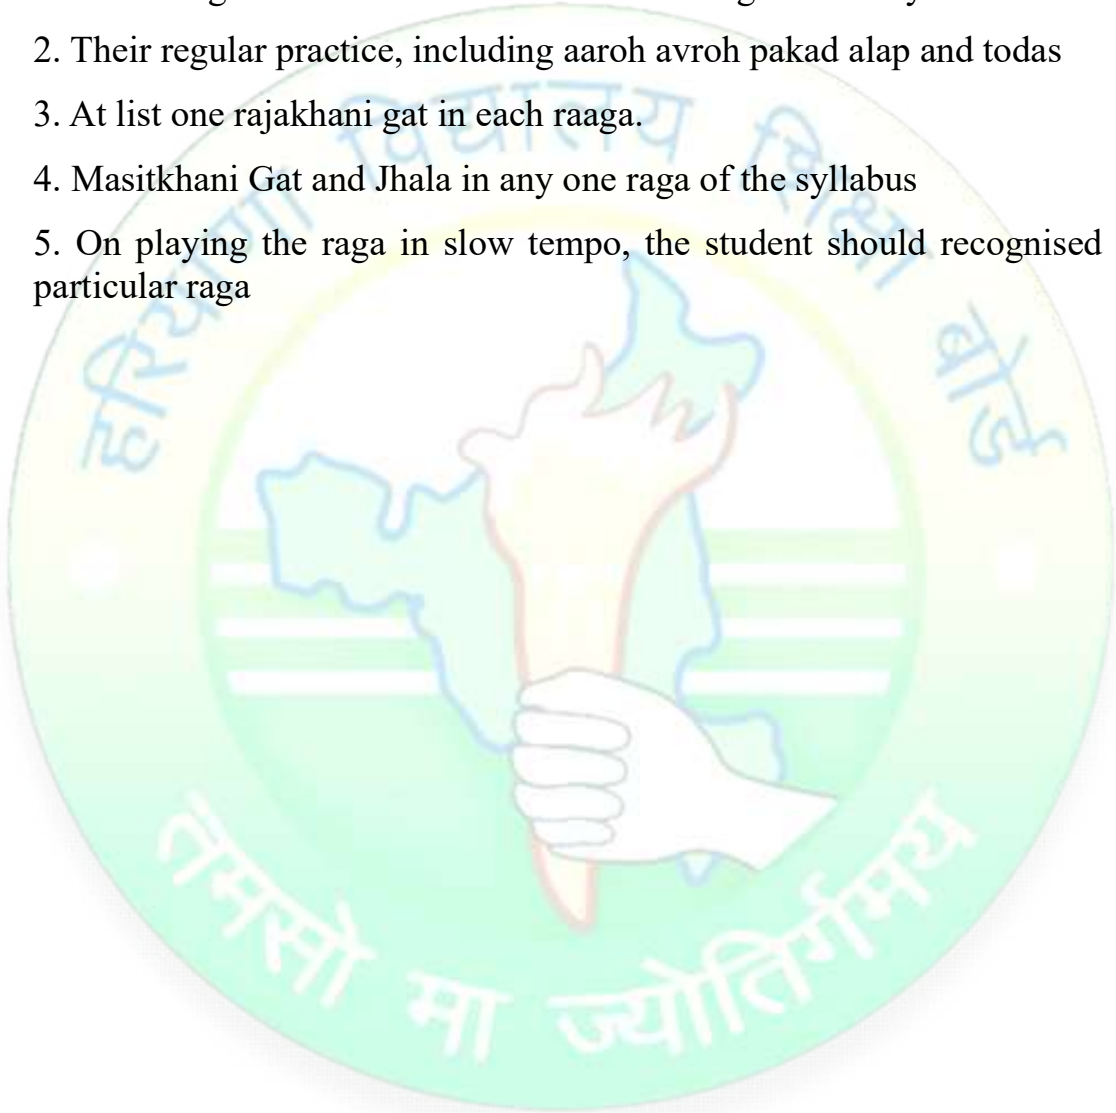 2. Their regular practice, including aaroh avroh pakad alap and todas
3. At list one rajakhani gat in each raaga.
4. Masitkhani Gat and Jhala in any one raga of the syllabus
5. On playing the raga in slow tempo, the student should recognised
particular raga
हरियाणा विद्यालय शिक्षा बोर्ड
तमसो मा ज्योतिर्गमय